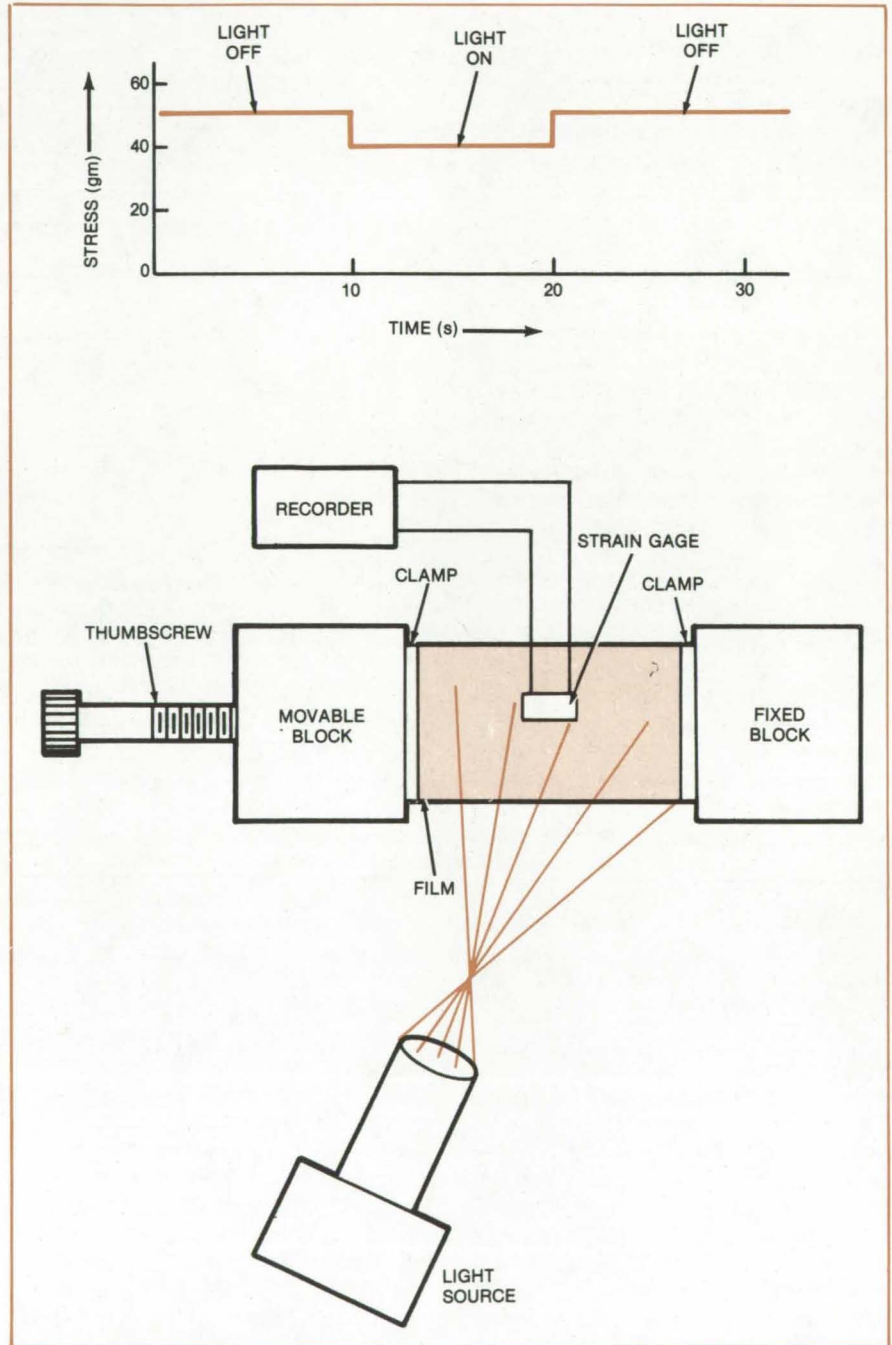 LIGHT
OFF
LIGHT
ON
LIGHT
OFF
60
40
20
0
STRESS (gm)
10
20
30
TIME (s)
RECORDER
STRAIN GAGE
CLAMP
CLAMP
THUMBSCREW
MOVABLE
BLOCK
FIXED
BLOCK
FILM
LIGHT
SOURCE